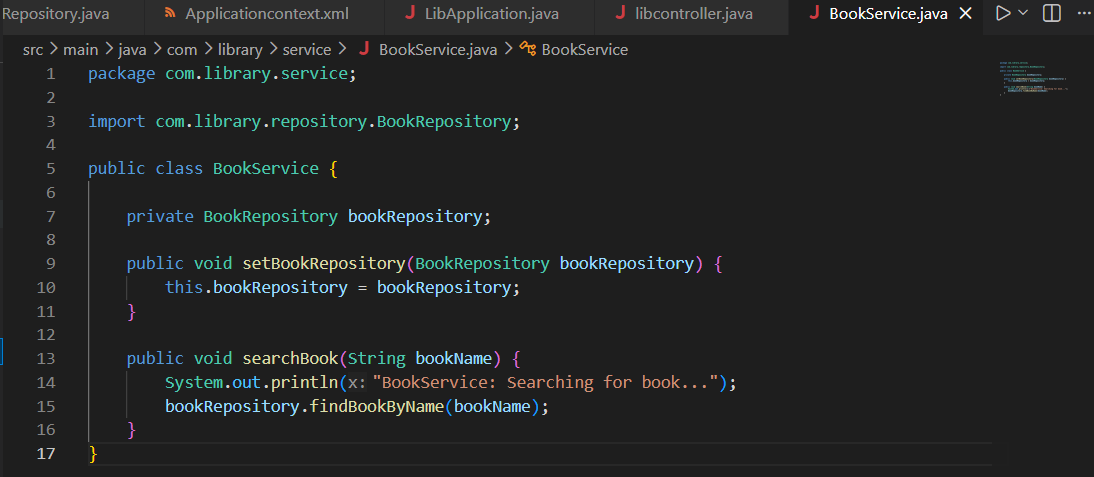 Repository.java Applicationcontext.xml LibApplication.java libcontroller.java BookService.java
src > main > java > com > library > service > BookService.java > BookService
1 package com.library.service;
2
3 import com.library.repository.BookRepository;
4
5 public class BookService {
6
7 private BookRepository bookRepository;
8
9 public void setBookRepository(BookRepository bookRepository) {
10 this.bookRepository = bookRepository;
11 }
12
13 public void searchBook(String bookName) {
14 System.out.println(x: "BookService: Searching for book...");
15 bookRepository.findBookByName(bookName);
16 }
17 }